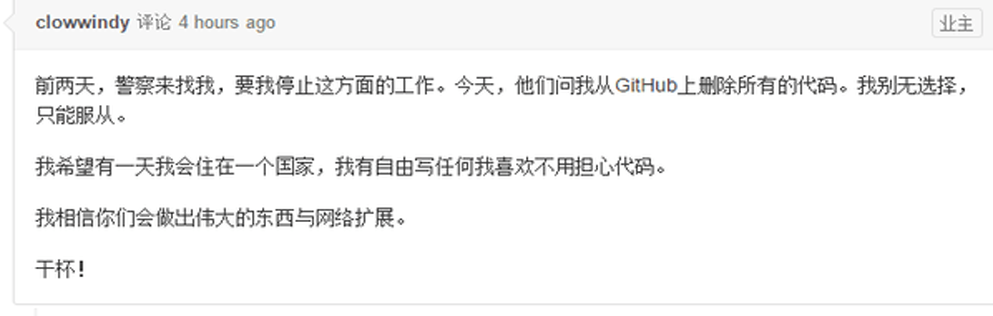 clowwindy 评论 4 hours ago 业主
前两天，警察来找我，要我停止这方面的工作。今天，他们问我从GitHub上删除所有的代码。我别无选择，
只能服从。
我希望有一天我会住在一个国家，我有自由写任何我喜欢不用担心代码。
我相信你们会做出伟大的东西与网络扩展。
干杯！